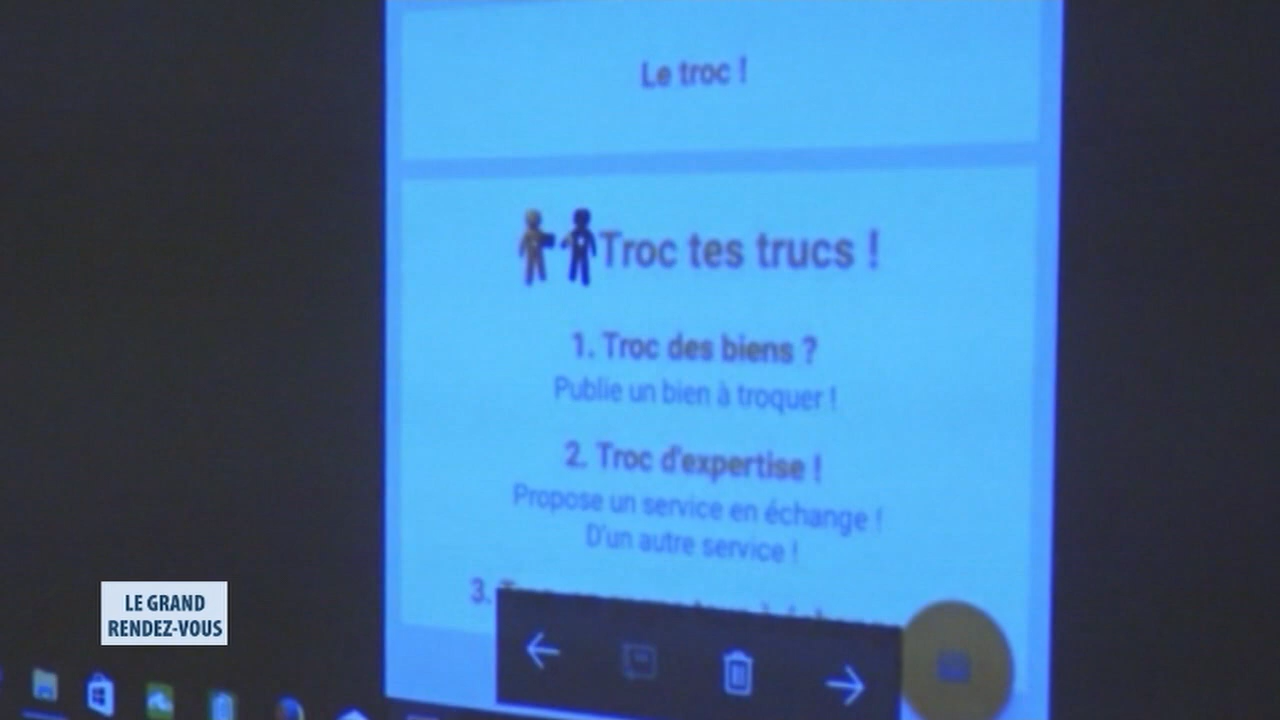 Le troc !
Troc tes trucs !
1. Troc des biens ?
Publie un bien à troquer !
2. Troc d'expertise !
Propose un service en échange !
D'un autre service !
3.
LE GRAND
RENDEZ-VOUS